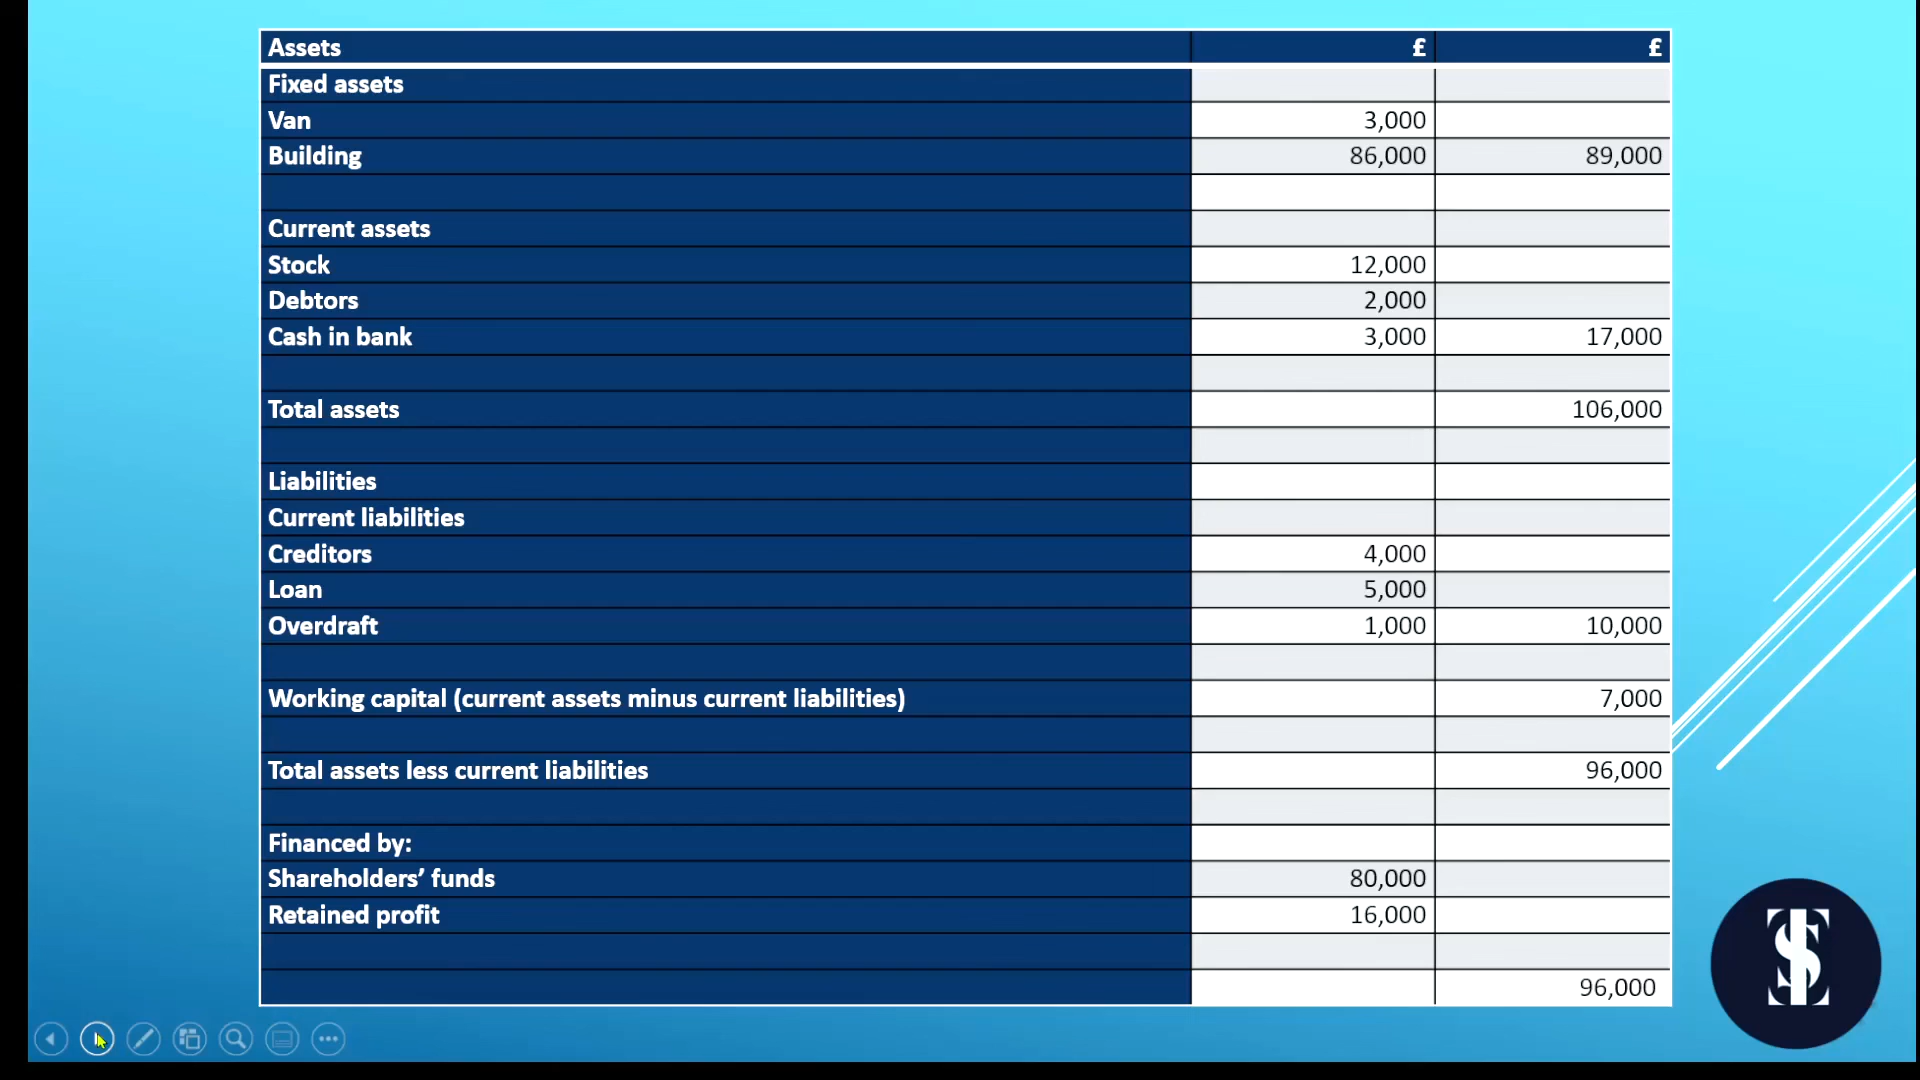 Assets £ £
Fixed assets
Van 3,000
Building 86,000 89,000
Current assets
Stock 12,000
Debtors 2,000
Cash in bank 3,000 17,000
Total assets 106,000
Liabilities
Current liabilities
Creditors 4,000
Loan 5,000
Overdraft 1,000 10,000
Working capital (current assets minus current liabilities) 7,000
Total assets less current liabilities 96,000
Financed by:
Shareholders’ funds 80,000
Retained profit 16,000
96,000